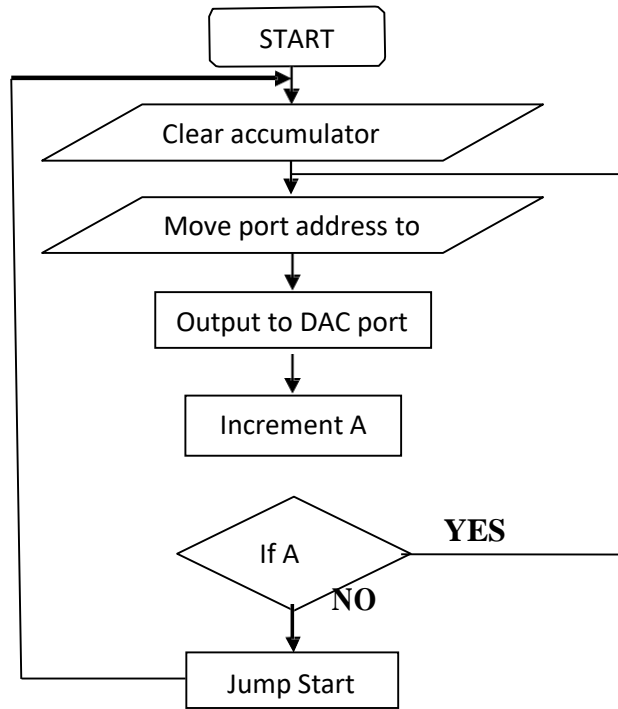 START
Clear accumulator
Move port address to
Output to DAC port
Increment A
If A
YES
NO
Jump Start